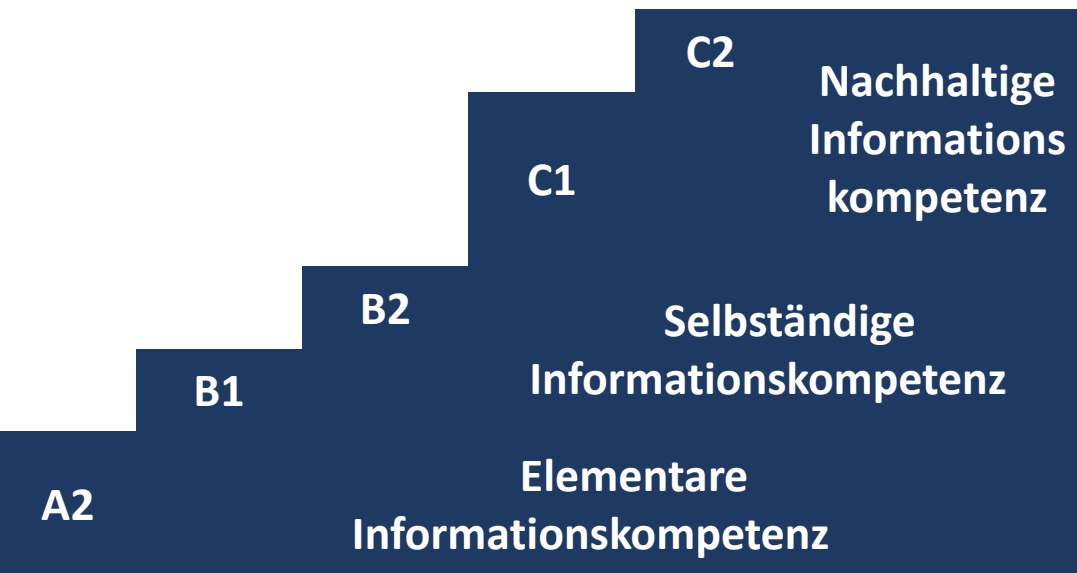 C2
Nachhaltige
Informations
kompetenz
C1
B2
Selbständige
Informationskompetenz
B1
Elementare
Informationskompetenz
A2